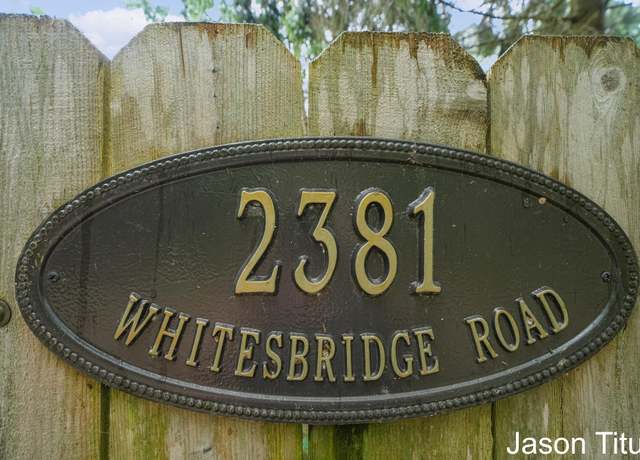 2381
WHITESBRIDGE ROAD
Jason Titu